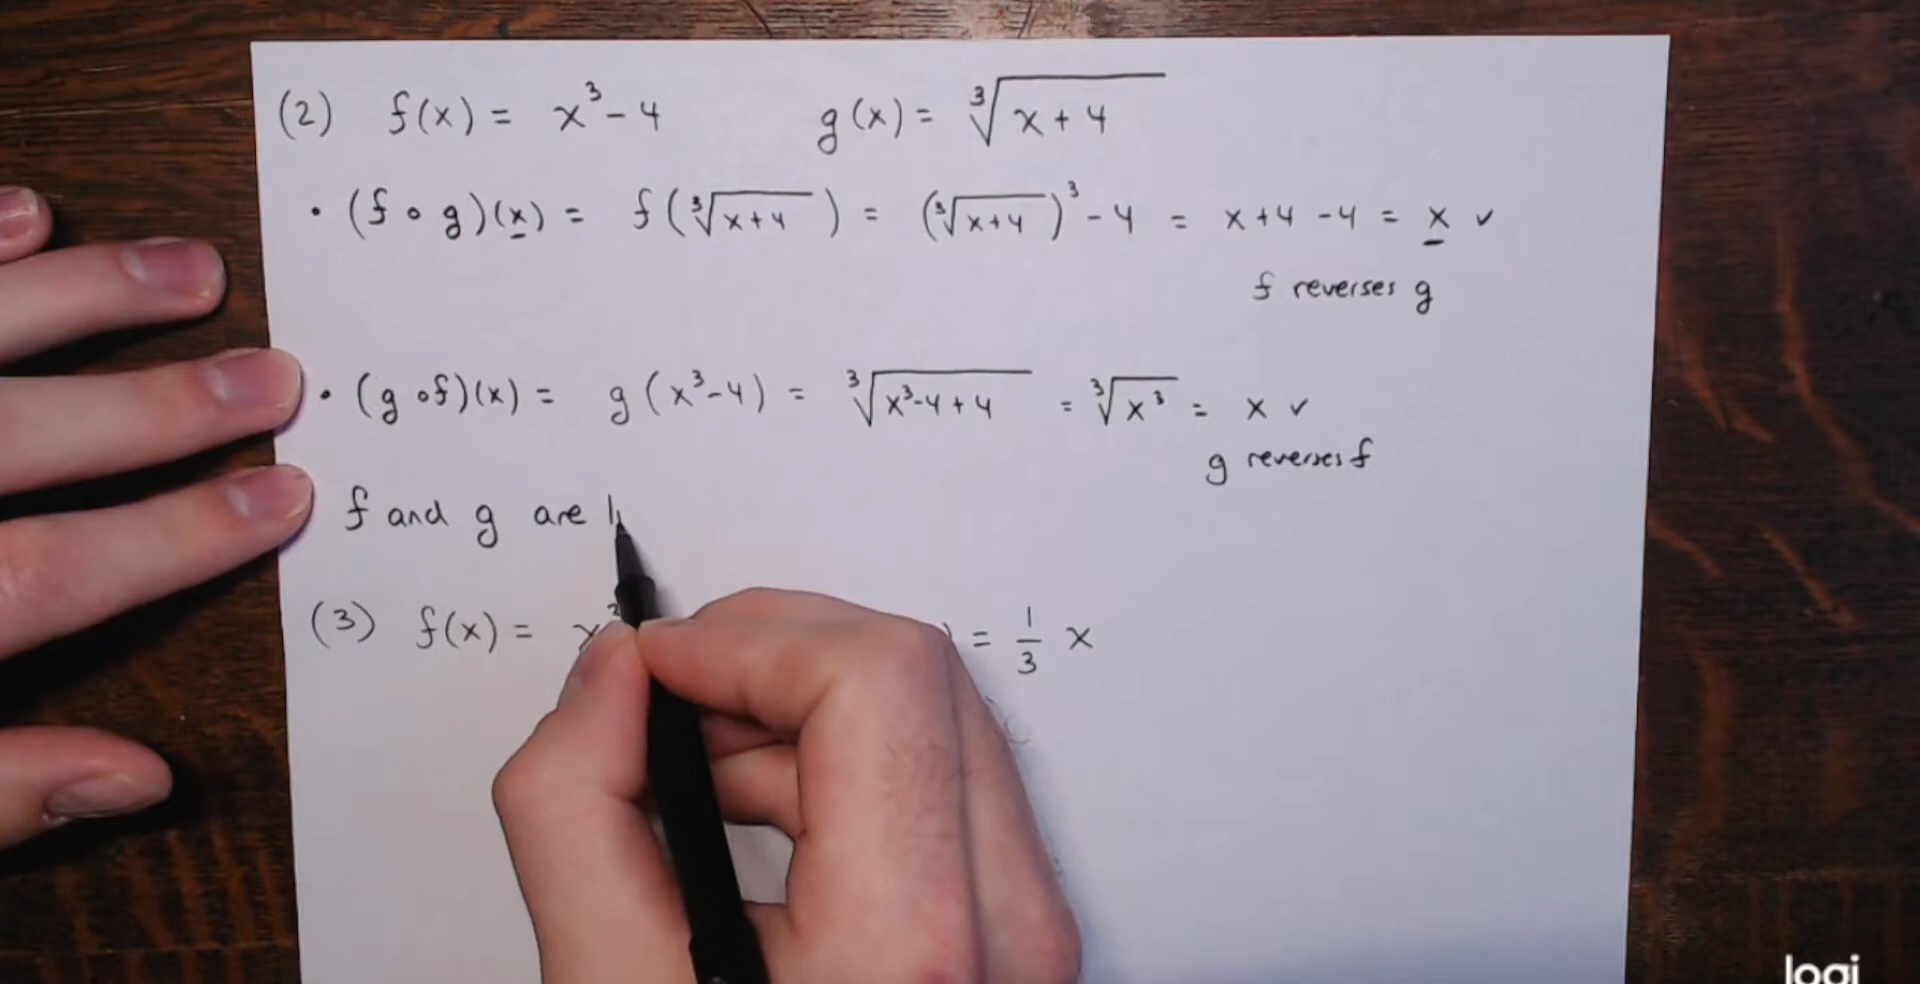 (2) f(x) = x³ - 4 g(x) = ∛(x + 4)
• (f ∘ g)(x) = f(∛(x+4)) = (∛(x+4))³ - 4 = x + 4 - 4 = x ✓
f reverses g
• (g ∘ f)(x) = g(x³-4) = ∛(x³-4+4) = ∛(x³) = x ✓
g reverses f
f and g are
(3) f(x) = x ) = 1/3 x
logi